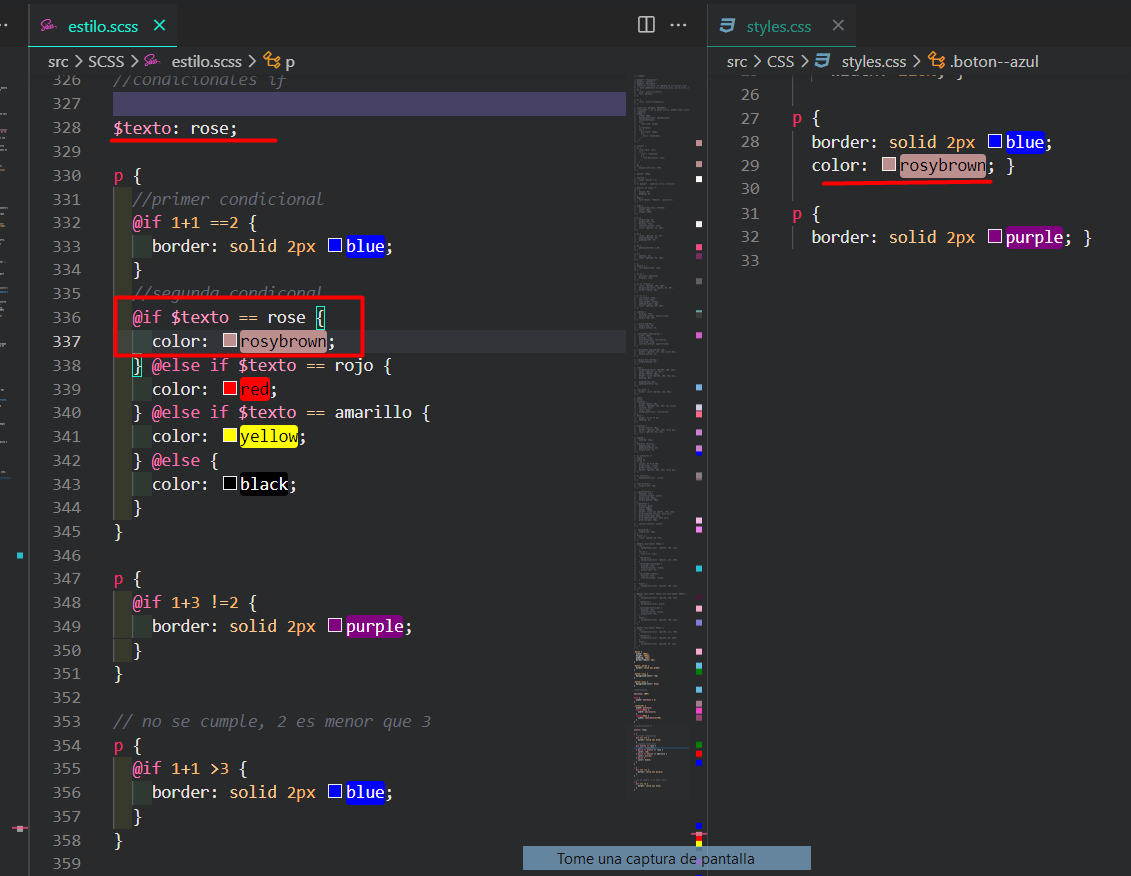 estilo.scss
src > SCSS > estilo.scss > p
326 //condicionales if
327
328 $texto: rose;
329
330 p {
331 //primer condicional
332 @if 1+1 ==2 {
333 border: solid 2px blue;
334 }
335 //segunda condiconal
336 @if $texto == rose {
337 color: rosybrown;
338 } @else if $texto == rojo {
339 color: red;
340 } @else if $texto == amarillo {
341 color: yellow;
342 } @else {
343 color: black;
344 }
345 }
346
347 p {
348 @if 1+3 !=2 {
349 border: solid 2px purple;
350 }
351 }
352
353 // no se cumple, 2 es menor que 3
354 p {
355 @if 1+1 >3 {
356 border: solid 2px blue;
357 }
358 }
359
styles.css
src > CSS > styles.css > .boton--azul
26
27 p {
28 border: solid 2px blue;
29 color: rosybrown; }
30
31 p {
32 border: solid 2px purple; }
33
Tome una captura de pantalla